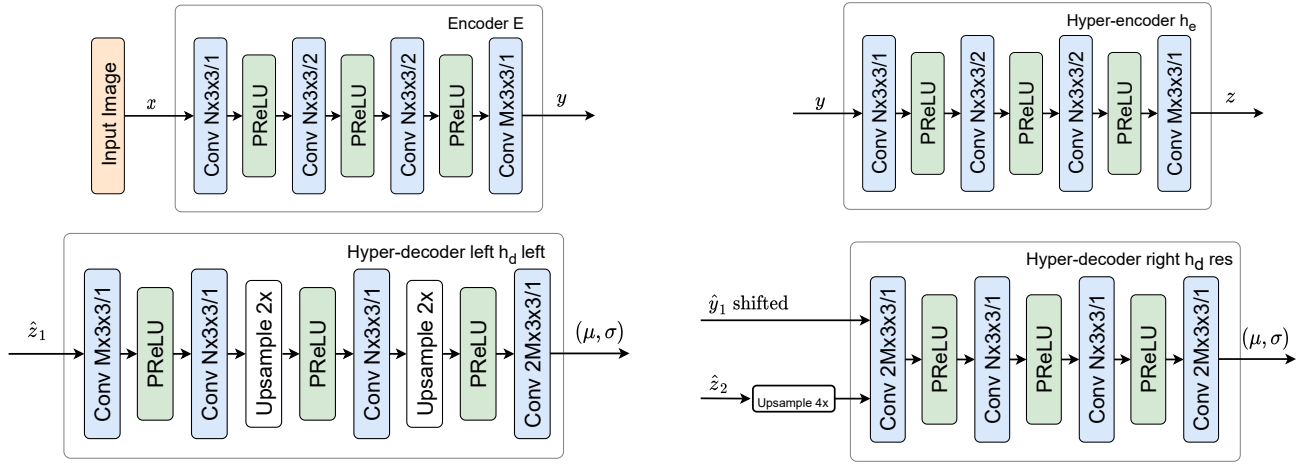 Encoder E
Input Image
x
Conv Nx3x3/1
PReLU
Conv Nx3x3/2
PReLU
Conv Nx3x3/2
PReLU
Conv Mx3x3/1
y
Hyper-encoder h_e
y
Conv Nx3x3/1
PReLU
Conv Nx3x3/2
PReLU
Conv Nx3x3/2
PReLU
Conv Mx3x3/1
z
Hyper-decoder left h_d left
ẑ_1
Conv Mx3x3/1
PReLU
Conv Nx3x3/1
Upsample 2x
PReLU
Conv Nx3x3/1
Upsample 2x
PReLU
Conv 2Mx3x3/1
(μ, σ)
Hyper-decoder right h_d res
ŷ_1 shifted
ẑ_2
Upsample 4x
Conv 2Mx3x3/1
PReLU
Conv Nx3x3/1
PReLU
Conv Nx3x3/1
PReLU
Conv 2Mx3x3/1
(μ, σ)